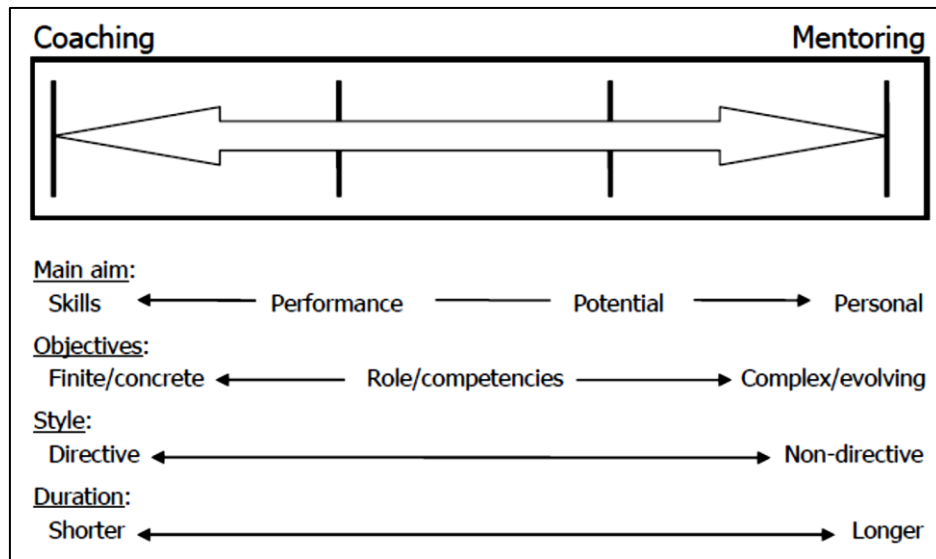 Coaching Mentoring
Main aim:
Skills Performance Potential Personal
Objectives:
Finite/concrete Role/competencies Complex/evolving
Style:
Directive Non-directive
Duration:
Shorter Longer